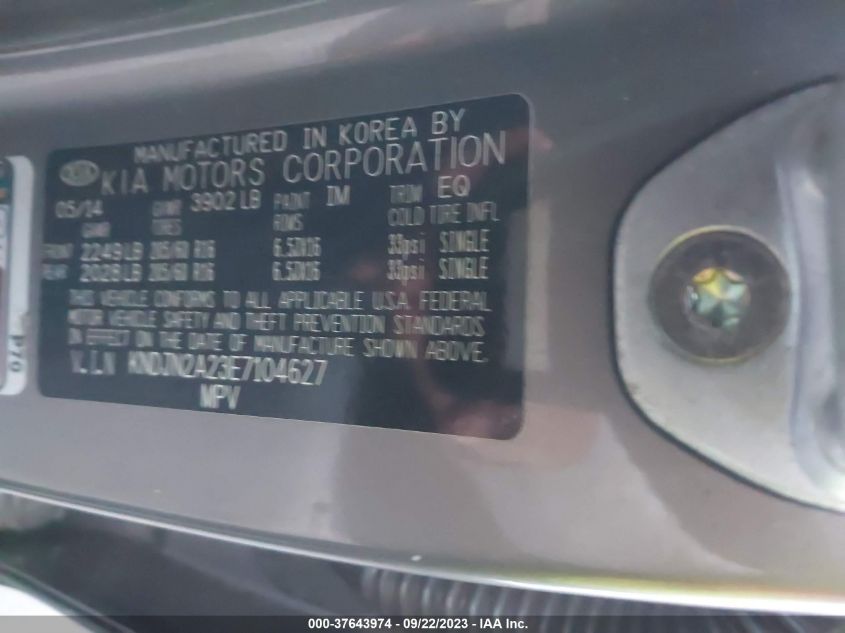 MANUFACTURED IN KOREA BY
KIA KIA MOTORS CORPORATION
05/14 GVWR 3902 LB PAINT IM TRIM EQ
GAWR TIRES RIMS COLD TIRE INFL
FRONT 2249 LB 205/60 R16 6.5JX16 33psi SINGLE
REAR 2028 LB 205/60 R16 6.5JX16 33psi SINGLE
THIS VEHICLE CONFORMS TO ALL APPLICABLE U.S.A. FEDERAL
MOTOR VEHICLE SAFETY AND THEFT PREVENTION STANDARDS
IN EFFECT ON THE DATE OF MANUFACTURE SHOWN ABOVE.
V.I.N KNDJN2A23E7104627
MPV
P70
000-37643974 - 09/22/2023 - IAA Inc.